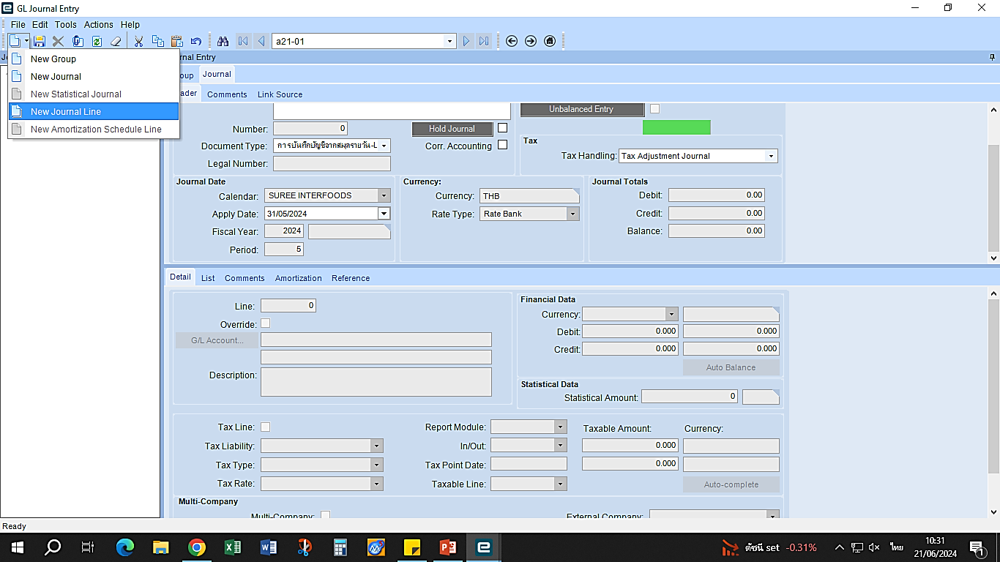 GL Journal Entry
File Edit Tools Actions Help
a21-01
New Group
New Journal
New Statistical Journal
New Journal Line
New Amortization Schedule Line
Journal
Comments Link Source
Unbalanced Entry
Number: 0 Hold Journal
Document Type: การบันทึกบัญชีจากสมุดรายวัน-L Corr. Accounting
Legal Number:
Tax
Tax Handling: Tax Adjustment Journal
Journal Date
Calendar: SUREE INTERFOODS
Apply Date: 31/05/2024
Fiscal Year: 2024
Period: 5
Currency:
Currency: THB
Rate Type: Rate Bank
Journal Totals
Debit: 0.00
Credit: 0.00
Balance: 0.00
Detail List Comments Amortization Reference
Line: 0
Override:
G/L Account...
Description:
Financial Data
Currency:
Debit: 0.000 0.000
Credit: 0.000 0.000
Auto Balance
Statistical Data
Statistical Amount: 0
Tax Line:
Tax Liability:
Tax Type:
Tax Rate:
Report Module:
In/Out:
Tax Point Date:
Taxable Line:
Taxable Amount: Currency:
0.000
0.000
Auto-complete
Multi-Company
Multi-Company: External Company:
Ready
ดัชนี set -0.31% ไทย 10:31
21/06/2024
1